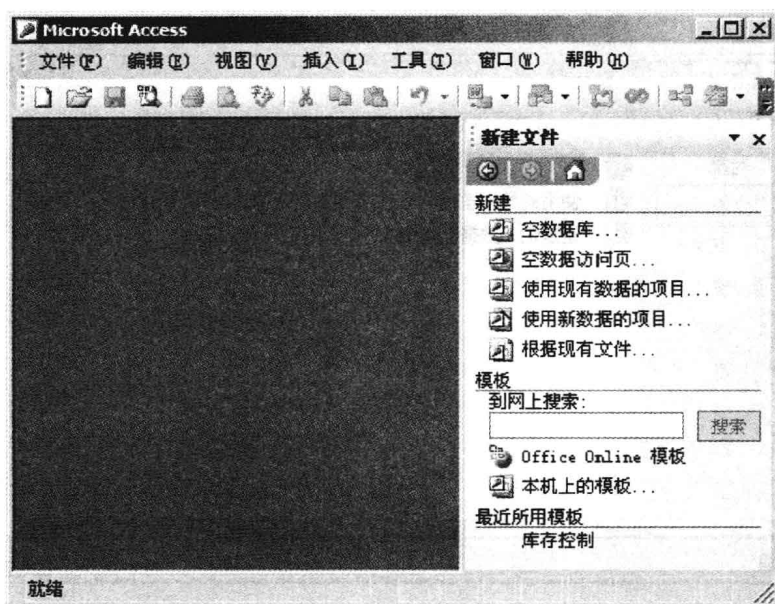 Microsoft Access
文件(F) 编辑(E) 视图(V) 插入(I) 工具(T) 窗口(W) 帮助(H)
新建文件
新建
空数据库...
空数据访问页...
使用现有数据的项目...
使用新数据的项目...
根据现有文件...
模板
到网上搜索:
搜索
Office Online 模板
本机上的模板...
最近所用模板
库存控制
就绪